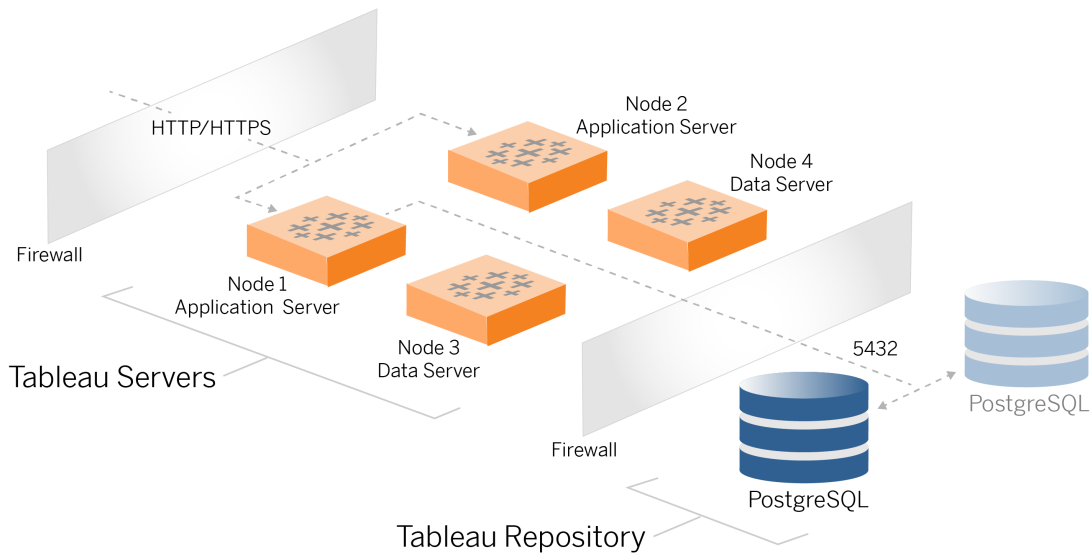 HTTP/HTTPS
Node 2
Application Server
Node 4
Data Server
Firewall
Node 1
Application Server
Node 3
Data Server
Tableau Servers
5432
PostgreSQL
Firewall
PostgreSQL
Tableau Repository